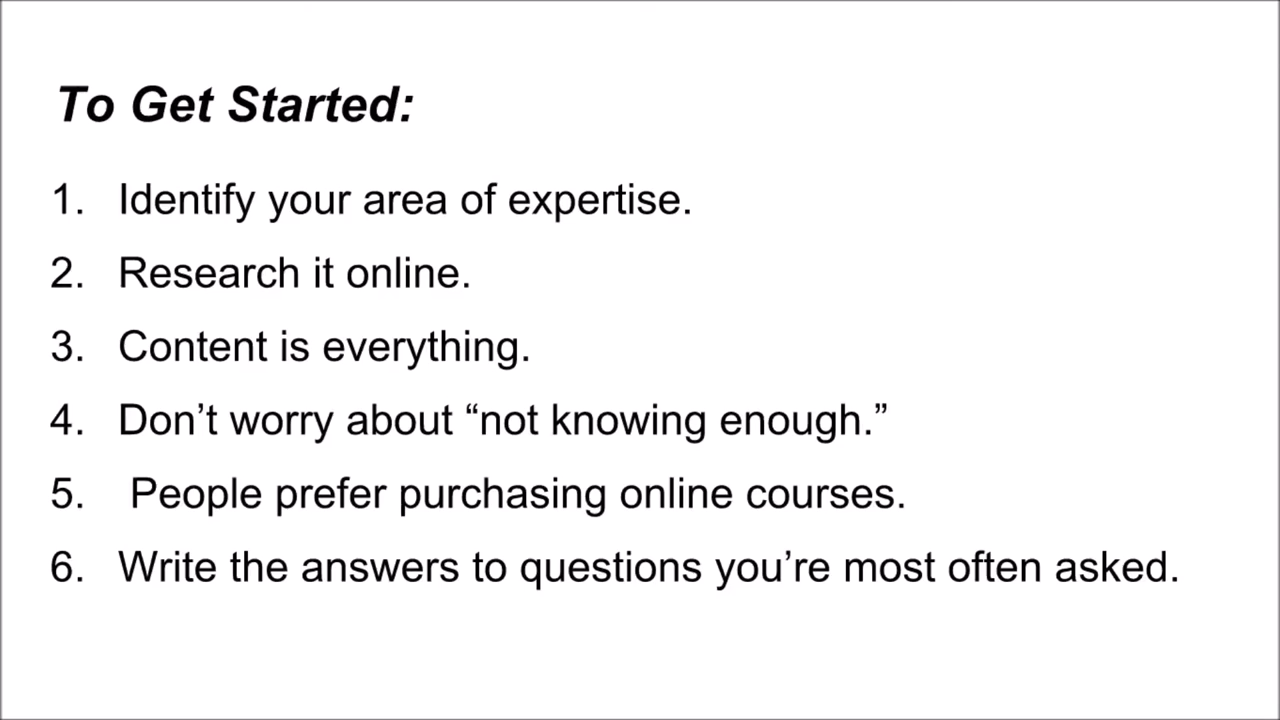 To Get Started:
1. Identify your area of expertise.
2. Research it online.
3. Content is everything.
4. Don’t worry about “not knowing enough.”
5. People prefer purchasing online courses.
6. Write the answers to questions you’re most often asked.